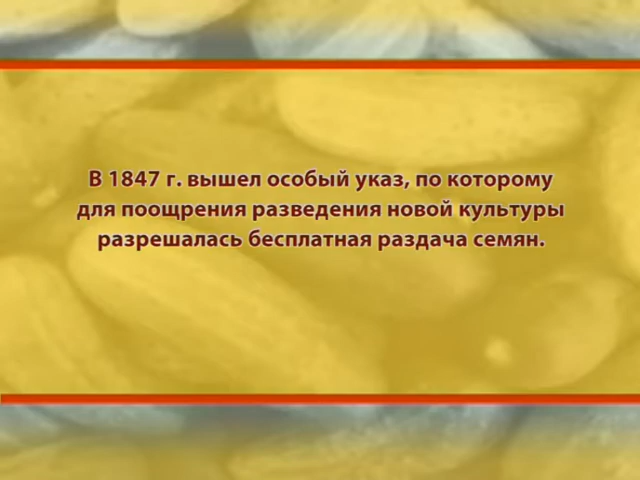 В 1847 г. вышел особый указ, по которому
для поощрения разведения новой культуры
разрешалась бесплатная раздача семян.